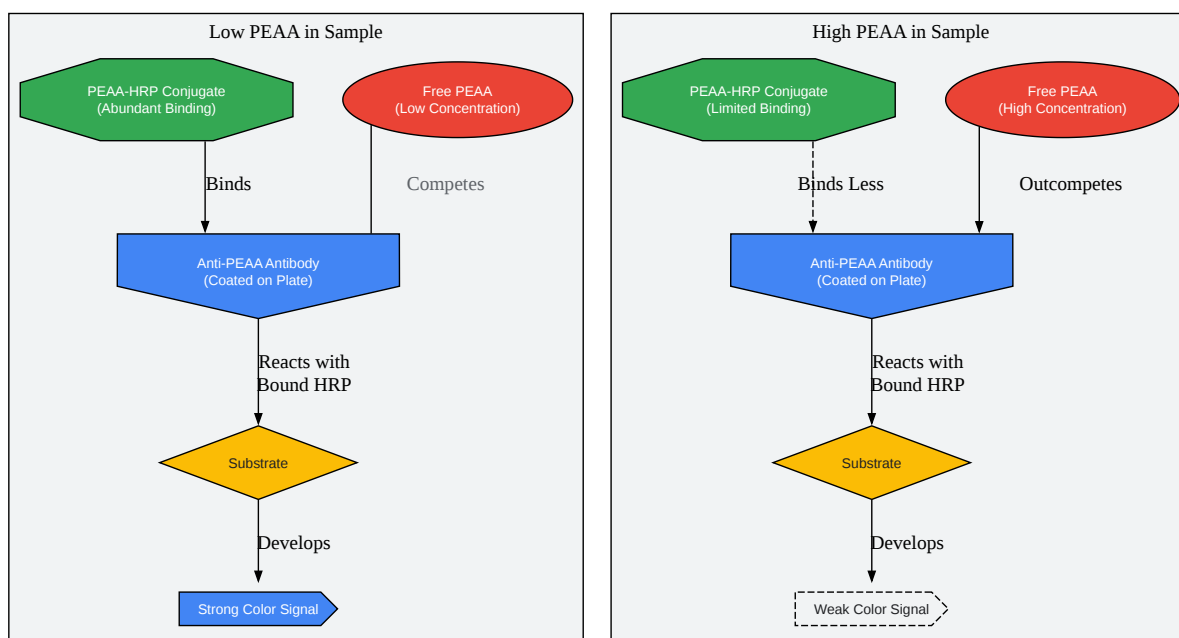 Low PEAA in Sample
PEAA-HRP Conjugate
(Abundant Binding)
Free PEAA
(Low Concentration)
Binds
Competes
Anti-PEAA Antibody
(Coated on Plate)
Reacts with
Bound HRP
Substrate
Develops
Strong Color Signal
High PEAA in Sample
PEAA-HRP Conjugate
(Limited Binding)
Free PEAA
(High Concentration)
Binds Less
Outcompetes
Anti-PEAA Antibody
(Coated on Plate)
Reacts with
Bound HRP
Substrate
Develops
Weak Color Signal